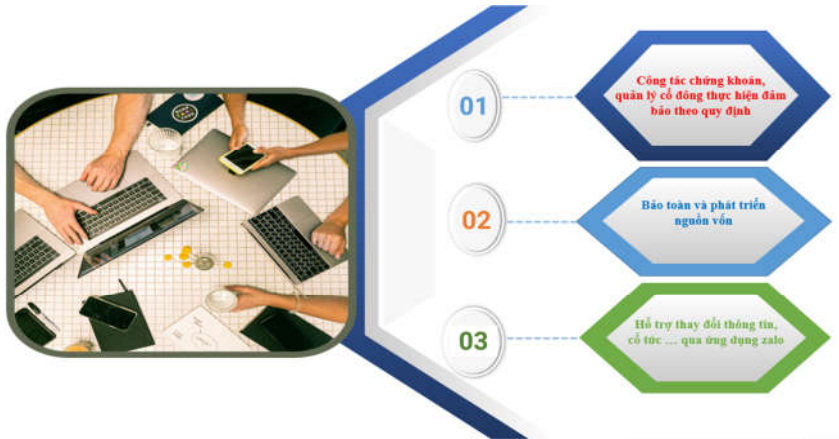 01
Công tác chứng khoán,
quản lý cổ đông thực hiện đảm
bảo theo quy định
02
Bảo toàn và phát triển
nguồn vốn
03
Hỗ trợ thay đổi thông tin,
cổ tức ... qua ứng dụng zalo